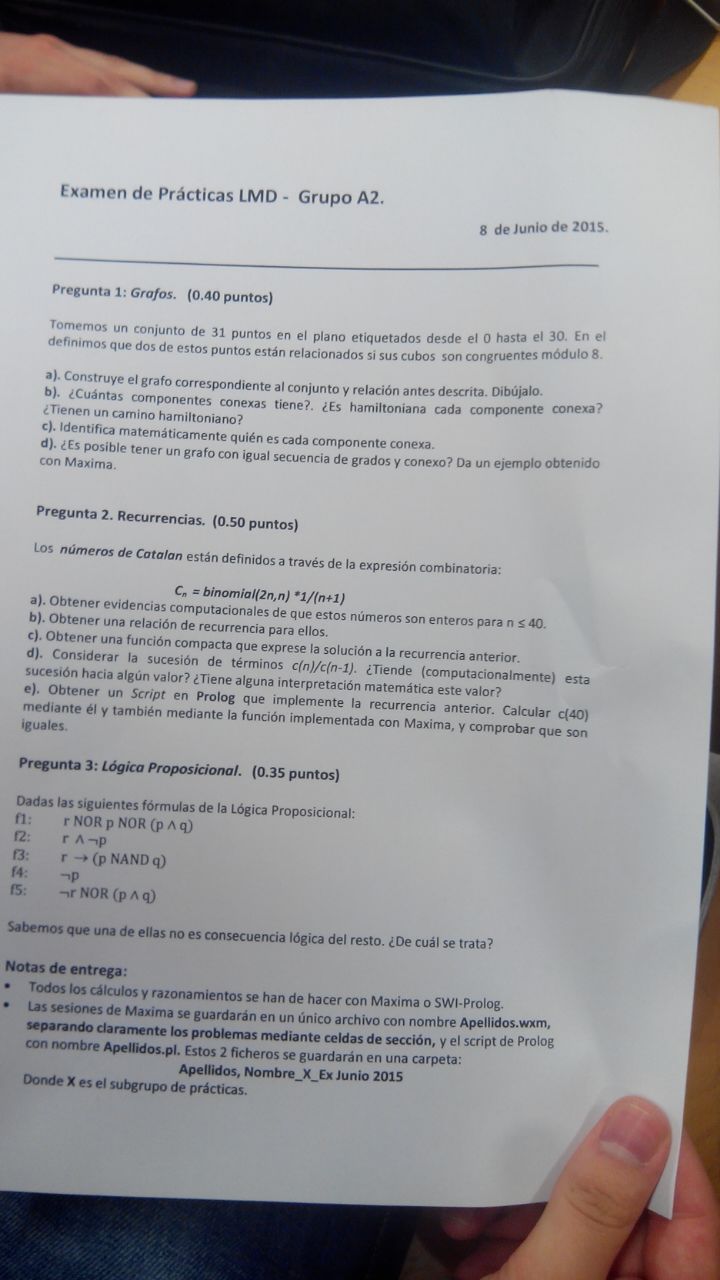 Examen de Prácticas LMD - Grupo A2.
8 de Junio de 2015.
Pregunta 1: Grafos. (0.40 puntos)
Tomemos un conjunto de 31 puntos en el plano etiquetados desde el 0 hasta el 30. En el
definimos que dos de estos puntos están relacionados si sus cubos son congruentes módulo 8.
a). Construye el grafo correspondiente al conjunto y relación antes descrita. Dibújalo.
b). ¿Cuántas componentes conexas tiene?. ¿Es hamiltoniana cada componente conexa?
¿Tienen un camino hamiltoniano?
c). Identifica matemáticamente quién es cada componente conexa.
d). ¿Es posible tener un grafo con igual secuencia de grados y conexo? Da un ejemplo obtenido
con Maxima.
Pregunta 2. Recurrencias. (0.50 puntos)
Los números de Catalan están definidos a través de la expresión combinatoria:
Cₙ = binomial(2n,n) *1/(n+1)
a). Obtener evidencias computacionales de que estos números son enteros para n ≤ 40.
b). Obtener una relación de recurrencia para ellos.
c). Obtener una función compacta que exprese la solución a la recurrencia anterior.
d). Considerar la sucesión de términos c(n)/c(n-1). ¿Tiende (computacionalmente) esta
sucesión hacia algún valor? ¿Tiene alguna interpretación matemática este valor?
e). Obtener un Script en Prolog que implemente la recurrencia anterior. Calcular c(40)
mediante él y también mediante la función implementada con Maxima, y comprobar que son
iguales.
Pregunta 3: Lógica Proposicional. (0.35 puntos)
Dadas las siguientes fórmulas de la Lógica Proposicional:
f1: r NOR p NOR (p ∧ q)
f2: r ∧ ¬p
f3: r → (p NAND q)
f4: ¬p
f5: ¬r NOR (p ∧ q)
Sabemos que una de ellas no es consecuencia lógica del resto. ¿De cuál se trata?
Notas de entrega:
• Todos los cálculos y razonamientos se han de hacer con Maxima o SWI-Prolog.
• Las sesiones de Maxima se guardarán en un único archivo con nombre Apellidos.wxm,
separando claramente los problemas mediante celdas de sección, y el script de Prolog
con nombre Apellidos.pl. Estos 2 ficheros se guardarán en una carpeta:
Apellidos, Nombre_X_Ex Junio 2015
Donde X es el subgrupo de prácticas.